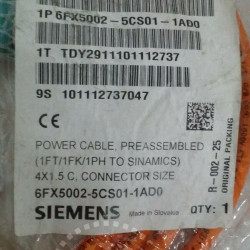 1P 6FX5002-5CS01-1AD0
1T TDY2911101112737
9S 101112737047
POWER CABLE, PREASSEMBLED
(1FT/1FK/1PH TO SINAMICS)
4X1.5 C, CONNECTOR SIZE
6FX5002-5CS01-1AD0
SIEMENS Made in Slovakia QTY: 1
R-002-25
ORIGINAL PACKING